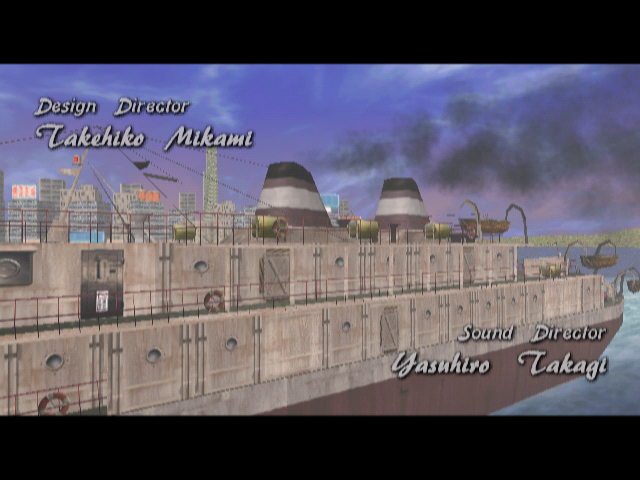 Design Director
Takehiko Mikami
Sound Director
Yasuhiro Takagi